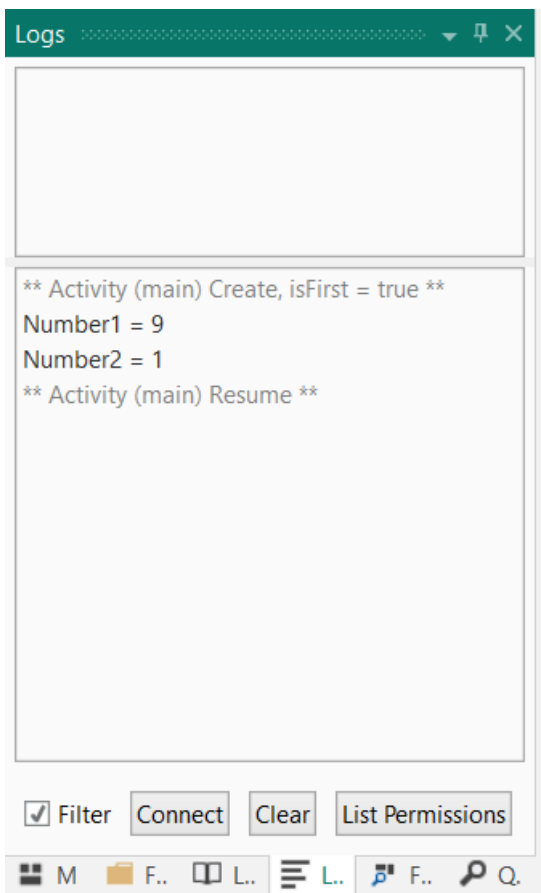 Logs
** Activity (main) Create, isFirst = true **
Number1 = 9
Number2 = 1
** Activity (main) Resume **
Filter Connect Clear List Permissions
M F.. L.. L.. F.. Q.